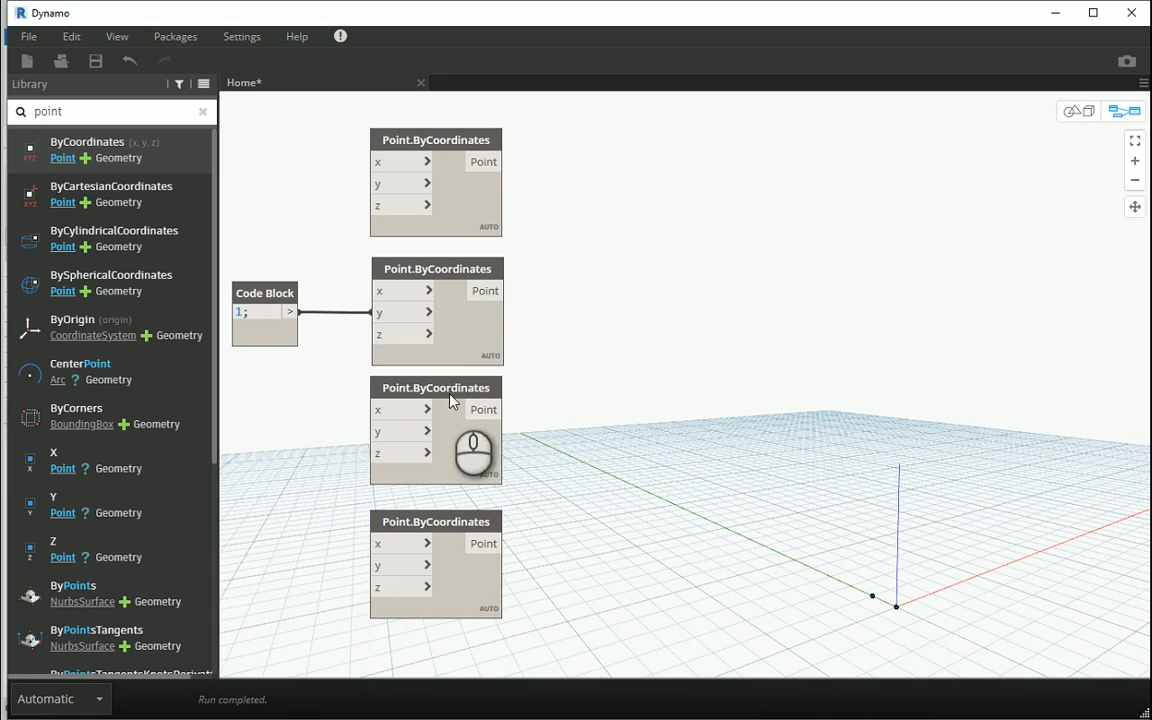 Dynamo
File Edit View Packages Settings Help
Library
Home*
point
ByCoordinates (x, y, z)
Point Geometry
ByCartesianCoordinates
Point Geometry
ByCylindricalCoordinates
Point Geometry
BySphericalCoordinates
Point Geometry
ByOrigin (origin)
CoordinateSystem Geometry
CenterPoint
Arc ? Geometry
ByCorners
BoundingBox Geometry
X
Point ? Geometry
Y
Point ? Geometry
Z
Point ? Geometry
ByPoints
NurbsSurface Geometry
ByPointsTangents
NurbsSurface Geometry
Point.ByCoordinates
x > Point
y >
z >
AUTO
Code Block
1; >
Point.ByCoordinates
x > Point
y >
z >
AUTO
Point.ByCoordinates
x > Point
y >
z >
AUTO
Point.ByCoordinates
x > Point
y >
z >
AUTO
Automatic
Run completed.